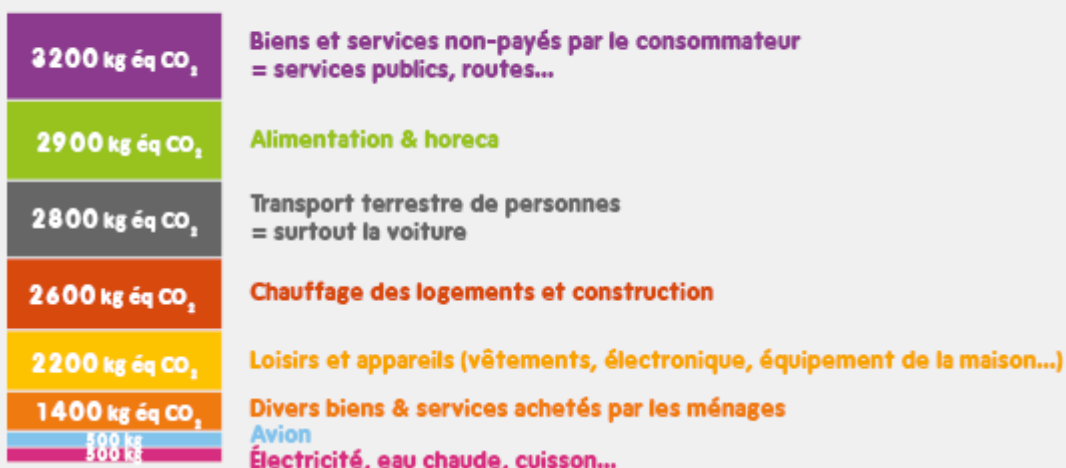 3200 kg éq CO₂
Biens et services non-payés par le consommateur
= services publics, routes...
2900 kg éq CO₂
Alimentation & horeca
2800 kg éq CO₂
Transport terrestre de personnes
= surtout la voiture
2600 kg éq CO₂
Chauffage des logements et construction
2200 kg éq CO₂
Loisirs et appareils (vêtements, électronique, équipement de la maison...)
1400 kg éq CO₂
Divers biens & services achetés par les ménages
500 kg
Avion
500 kg
Électricité, eau chaude, cuisson...